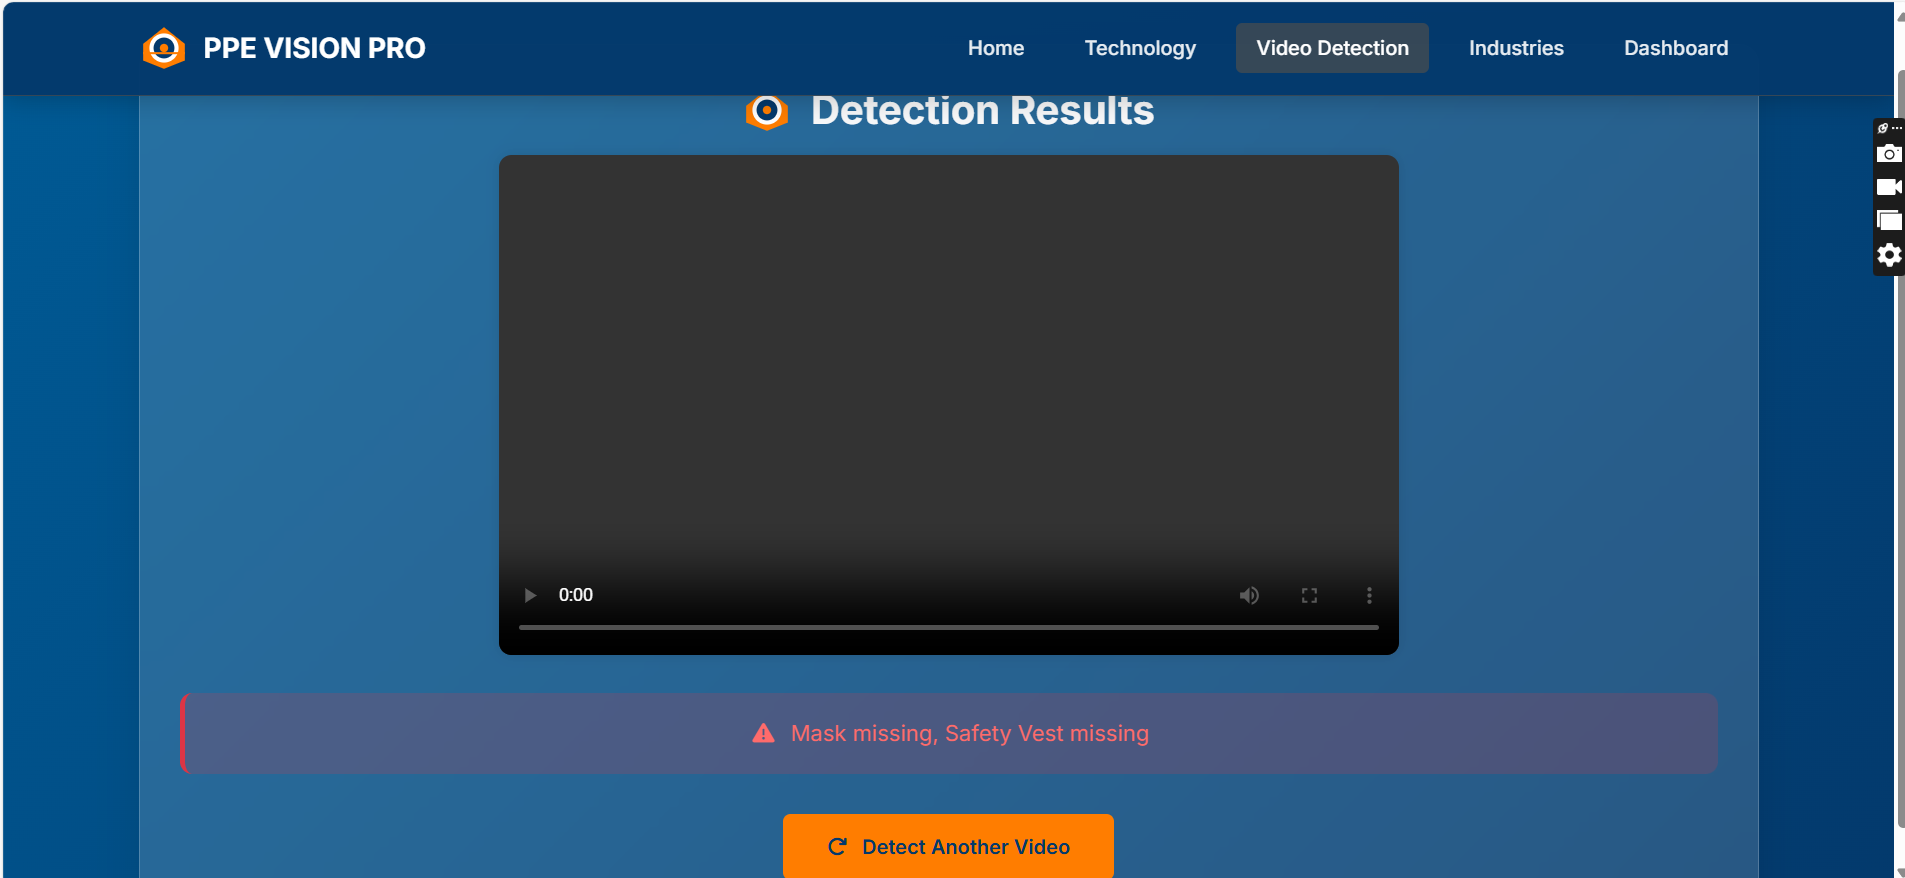 PPE VISION PRO
Home
Technology
Video Detection
Industries
Dashboard
Detection Results
0:00
Mask missing, Safety Vest missing
Detect Another Video